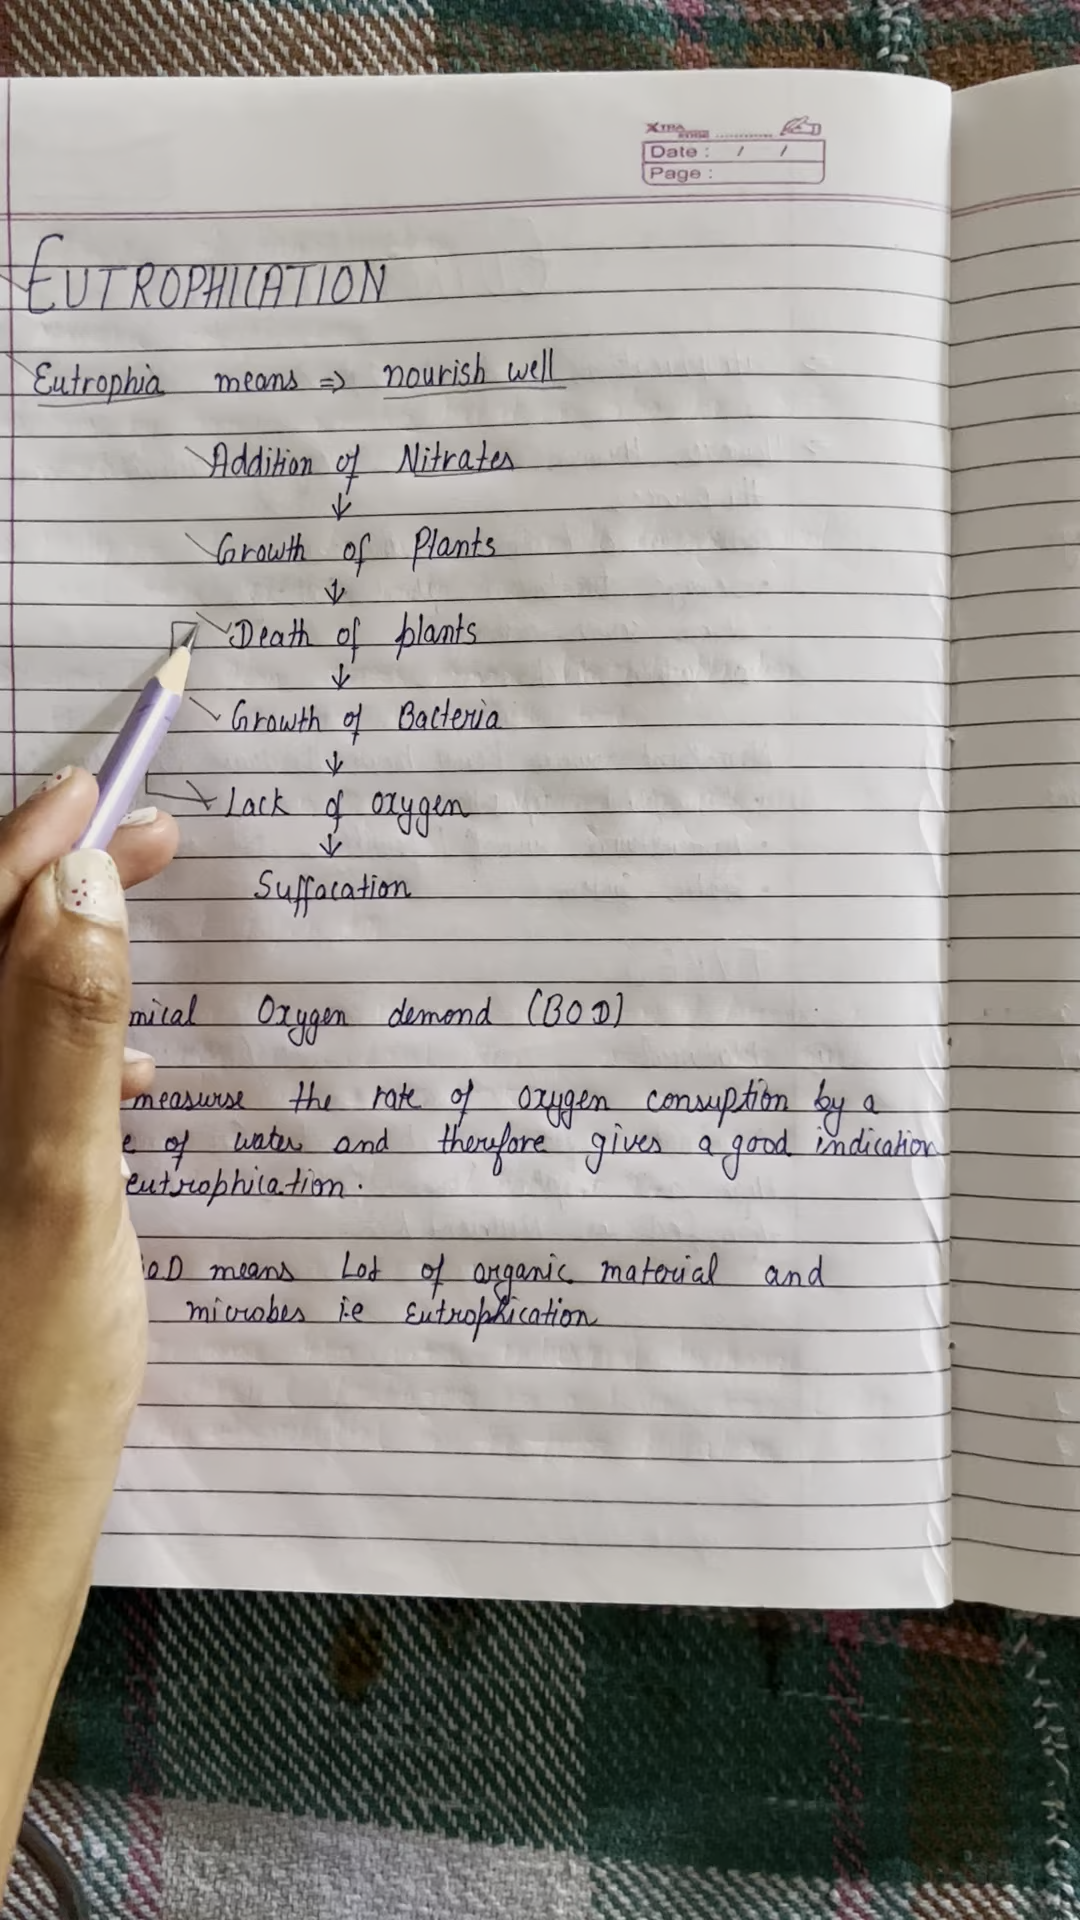 XTRA
Date : / /
Page :
EUTROPHICATION
Eutrophia means ⇒ nourish well
Addition of Nitrates
↓
Growth of Plants
↓
Death of plants
↓
Growth of Bacteria
↓
Lack of oxygen
↓
Suffocation
mical Oxygen demond (BOD)
measurse the rate of oxygen consuption by a
e of water and therefore gives a good indication
eutrophication.
OD means Lot of organic material and
microbes i.e Eutrophication